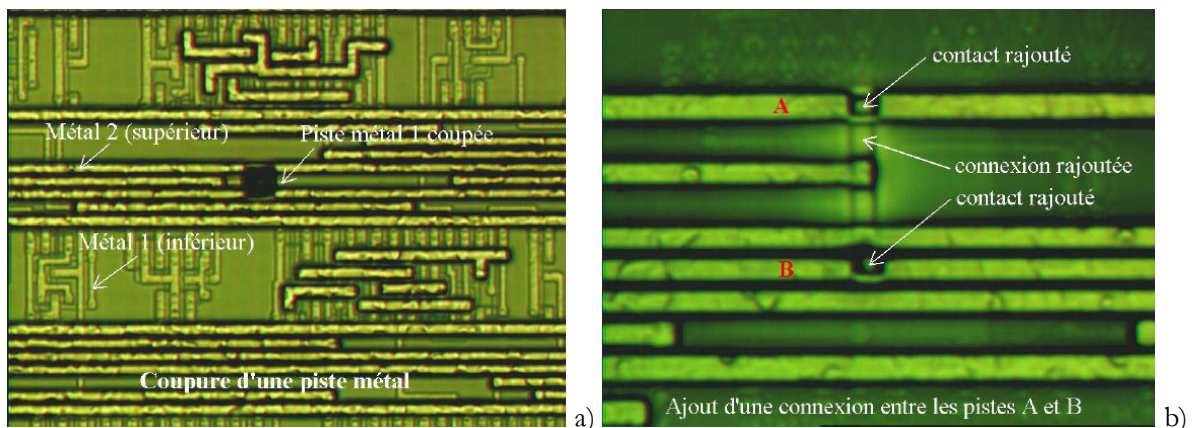 Métal 2 (supérieur)
Piste métal 1 coupée
Métal 1 (inférieur)
Coupure d'une piste métal
a)
contact rajouté
A
connexion rajoutée
contact rajouté
B
Ajout d'une connexion entre les pistes A et B
b)